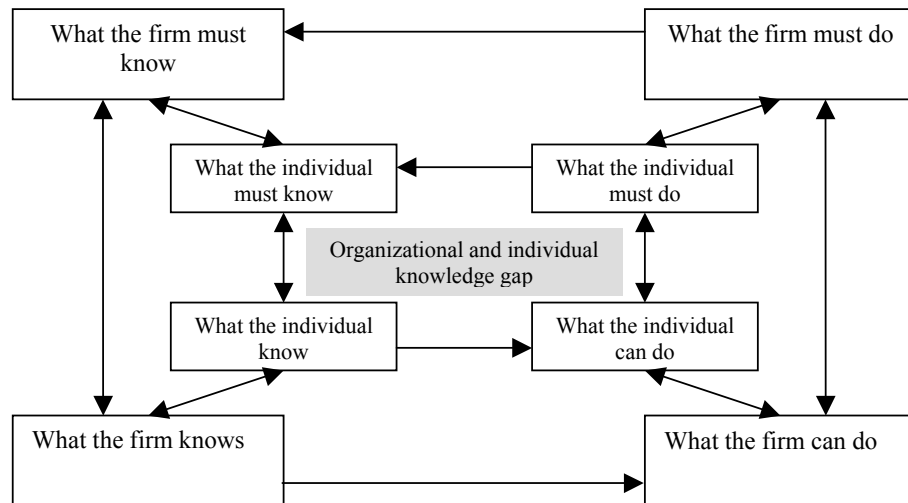 What the firm must
know
What the firm must do
What the individual
must know
What the individual
must do
Organizational and individual
knowledge gap
What the individual
know
What the individual
can do
What the firm knows
What the firm can do